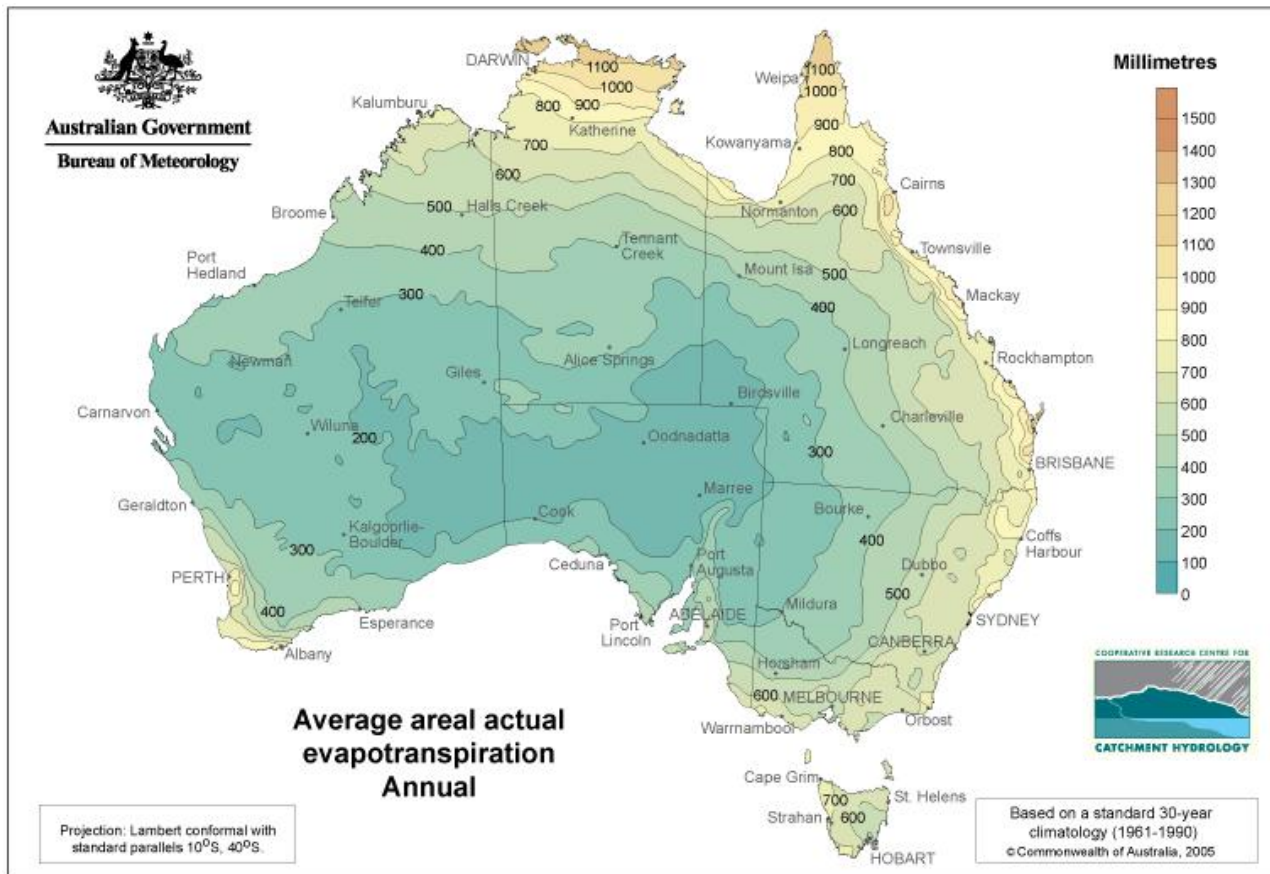 Australian Government
Bureau of Meteorology
Millimetres
1500
1400
1300
1200
1100
1000
900
800
700
600
500
400
300
200
100
0
DARWIN
1100
1000
900
800
Katherine
Kalumburu
700
600
500
Halls Creek
Broome
400
Tennant
Creek
Port
Hedland
300
Telfer
Newman
Alice Springs
Giles
Carnarvon
Wiluna
200
Oodnadatta
Birdsville
Geraldton
Marree
Kalgoorlie-
Boulder
Cook
300
PERTH
400
Esperance
Albany
Ceduna
Port
Augusta
ADELAIDE
Port
Lincoln
Weipa
1100
1000
900
Kowanyama
800
700
600
Cairns
Normanton
Townsville
Mount Isa
500
400
Mackay
Longreach
Rockhampton
Charleville
300
BRISBANE
Bourke
400
Coffs
Harbour
Dubbo
500
Mildura
SYDNEY
CANBERRA
Horsham
600
MELBOURNE
Warrnambool
Orbost
Cape Grim
700
St. Helens
Strahan
600
HOBART
Average areal actual
evapotranspiration
Annual
Projection: Lambert conformal with
standard parallels 10°S, 40°S.
COOPERATIVE RESEARCH CENTRE FOR
CATCHMENT HYDROLOGY
Based on a standard 30-year
climatology (1961-1990)
© Commonwealth of Australia, 2005